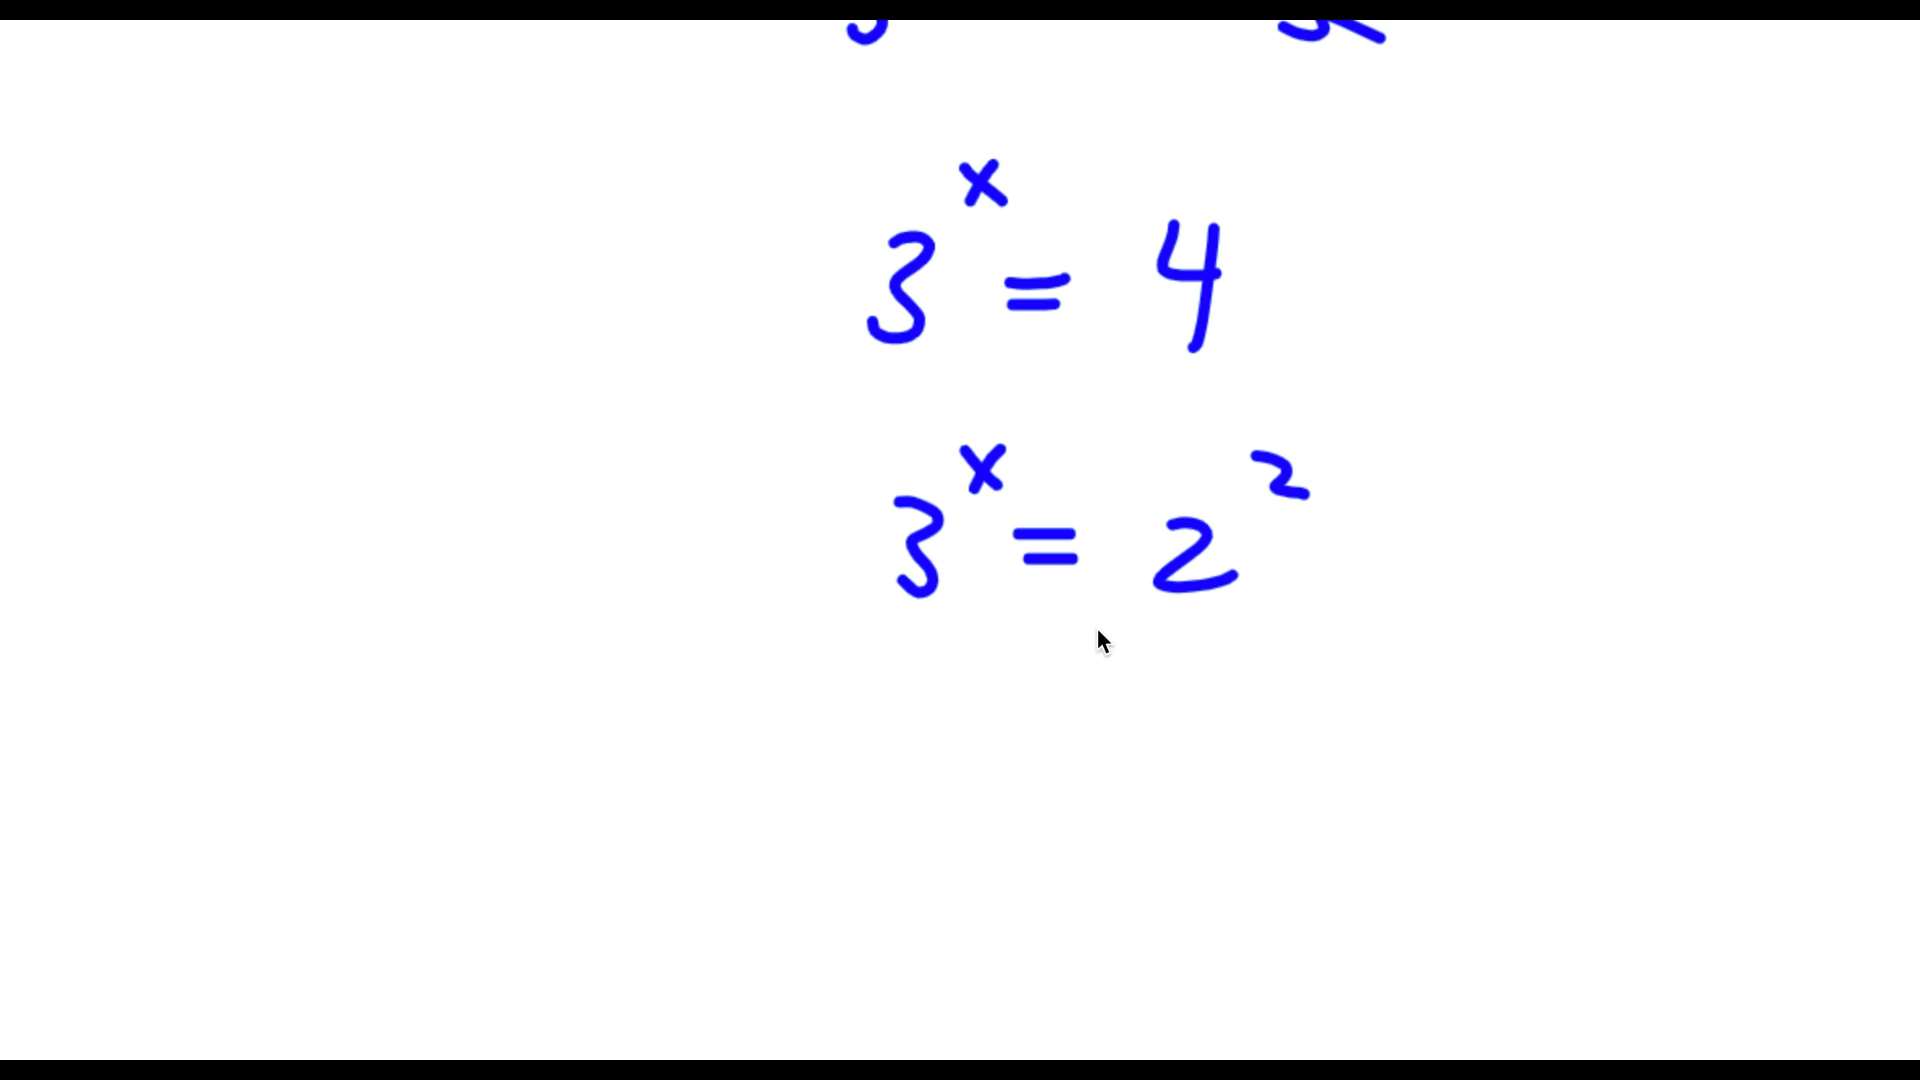 3^x = 4
3^x = 2^2